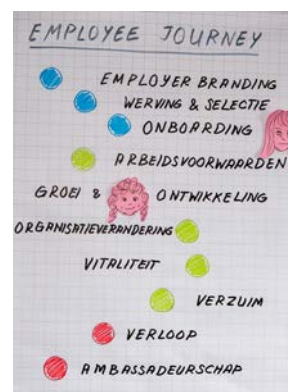 EMPLOYEE JOURNEY
EMPLOYER BRANDING
WERVING & SELECTIE
ONBOARDING
ARBEIDSVOORWAARDEN
GROEI & ONTWIKKELING
ORGANISATIEVERANDERING
VITALITEIT
VERZUIM
VERLOOP
AMBASSADEURSCHAP